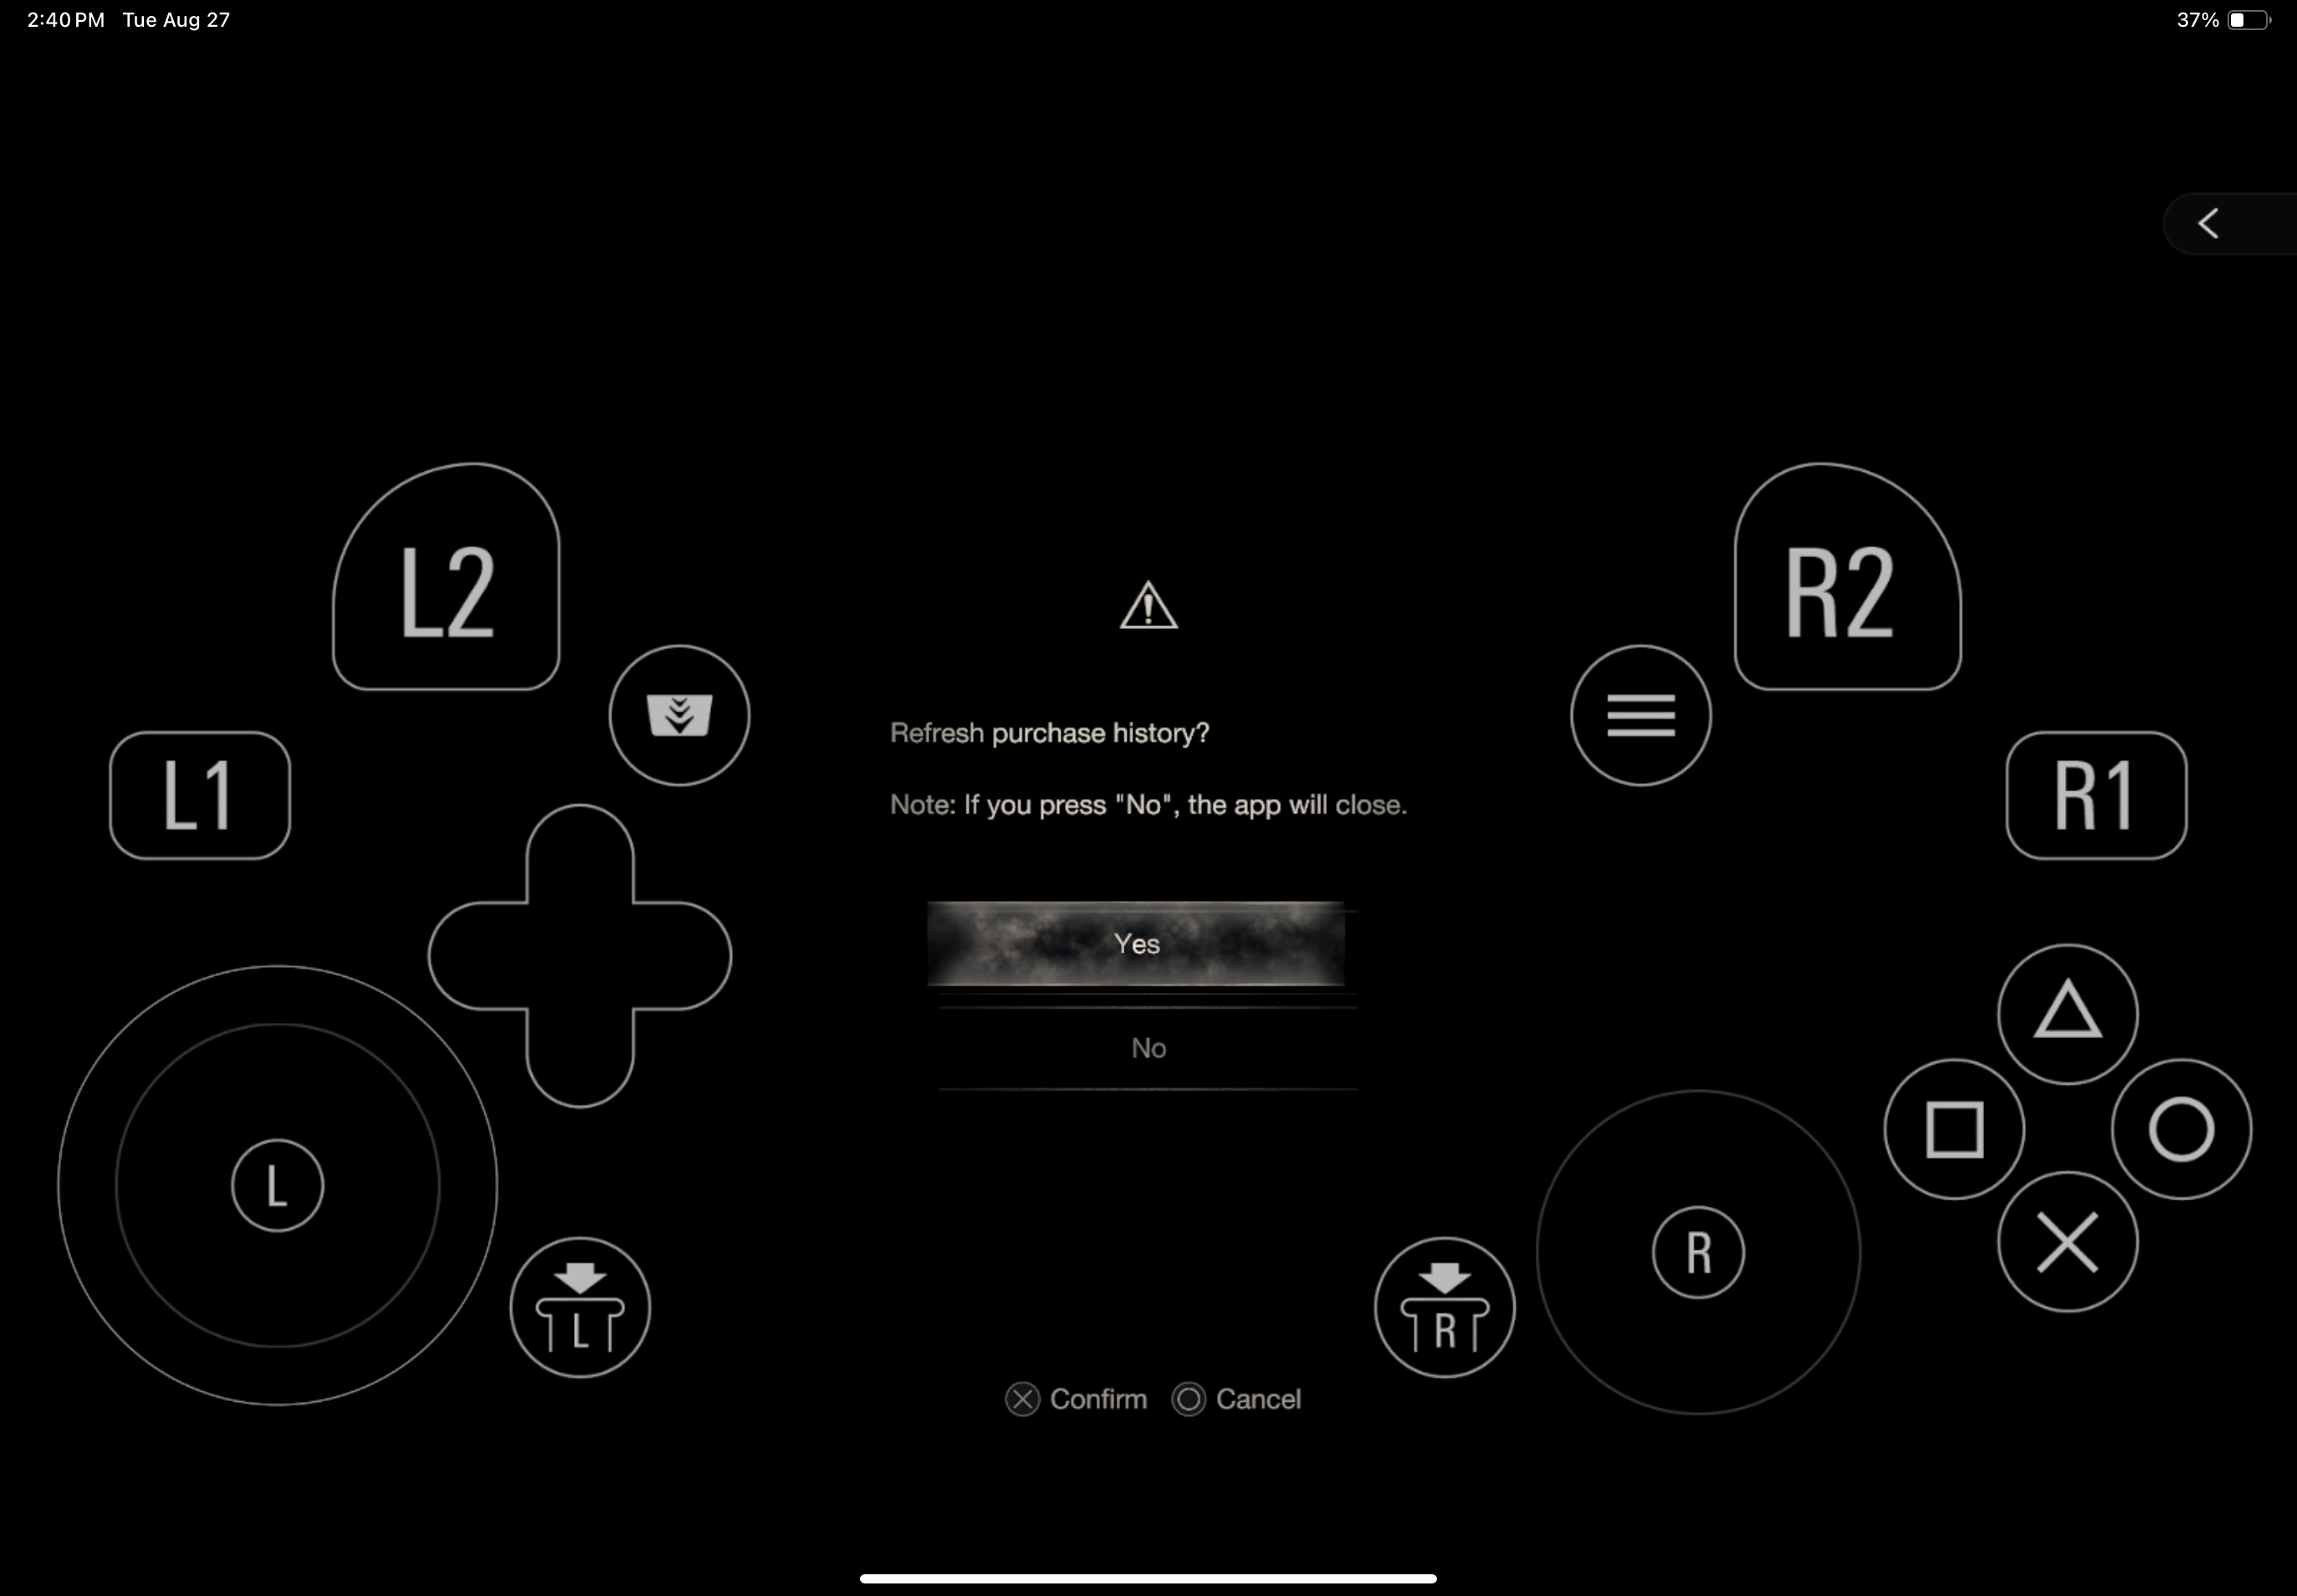 2:40 PM Tue Aug 27
37%
L2
R2
L1
R1
Refresh purchase history?
Note: If you press "No", the app will close.
Yes
No
L
R
L
R
Confirm Cancel